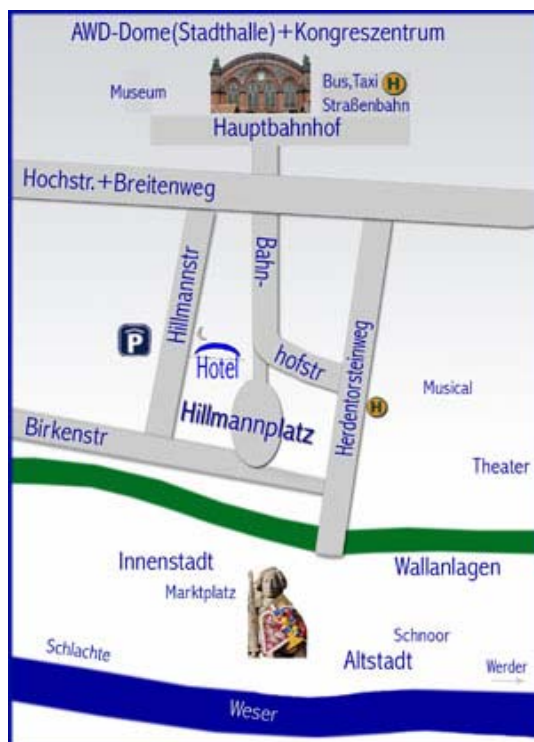 AWD-Dome(Stadthalle)+Kongreszentrum
Museum
Bus,Taxi H
Straßenbahn
Hauptbahnhof
Hochstr.+Breitenweg
Hillmannstr
Bahn-
hofstr
Herdentorsteinweg
P
Hotel
Musical
H
Hillmannplatz
Birkenstr
Theater
Innenstadt
Wallanlagen
Marktplatz
Schnoor
Schlachte
Altstadt
Werder
Weser